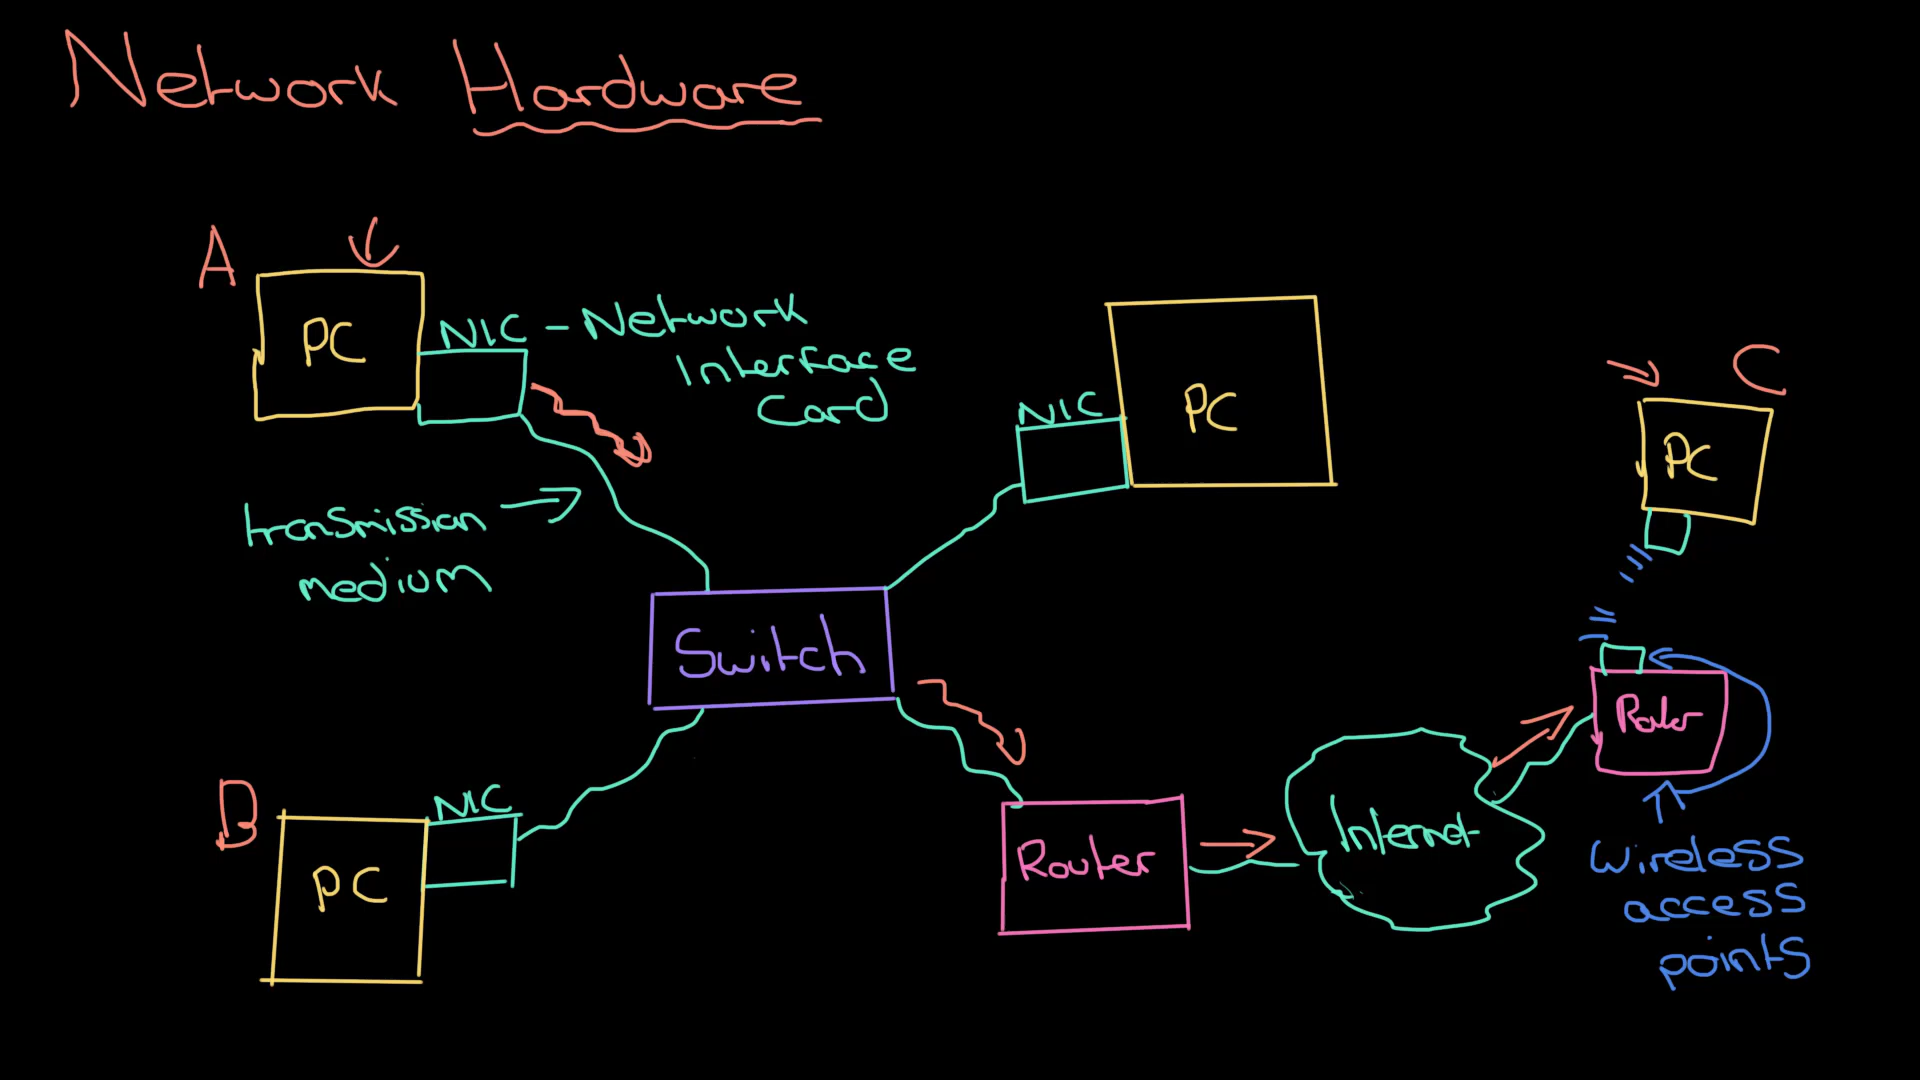 Network Hardware
A
PC
NIC - Network
Interface
Card
NIC
PC
C
PC
transmission
medium
Switch
Router
B
NIC
PC
Router
Internet
wireless
access
points